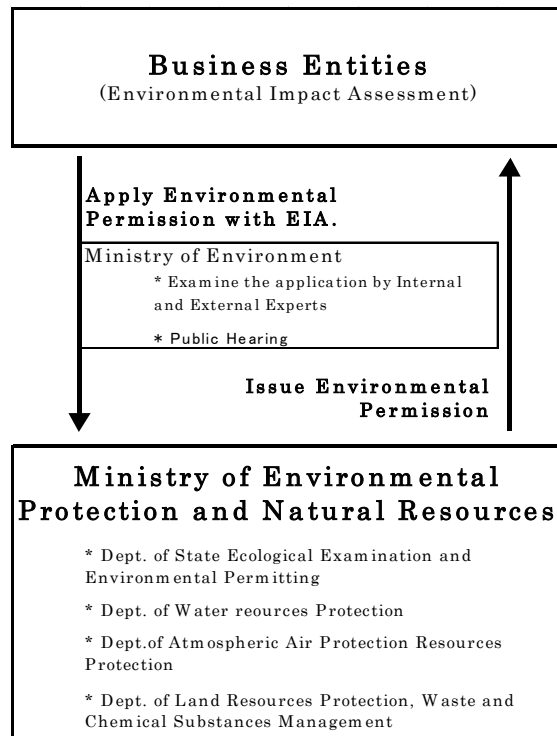 Business Entities
(Environmental Impact Assessment)
Apply Environmental
Permission with EIA.
Ministry of Environment
* Examine the application by Internal
and External Experts
* Public Hearing
Issue Environmental
Permission
Ministry of Environmental
Protection and Natural Resources
* Dept. of State Ecological Examination and
Environmental Permitting
* Dept. of Water reources Protection
* Dept.of Atmospheric Air Protection Resources
Protection
* Dept. of Land Resources Protection, Waste and
Chemical Substances Management